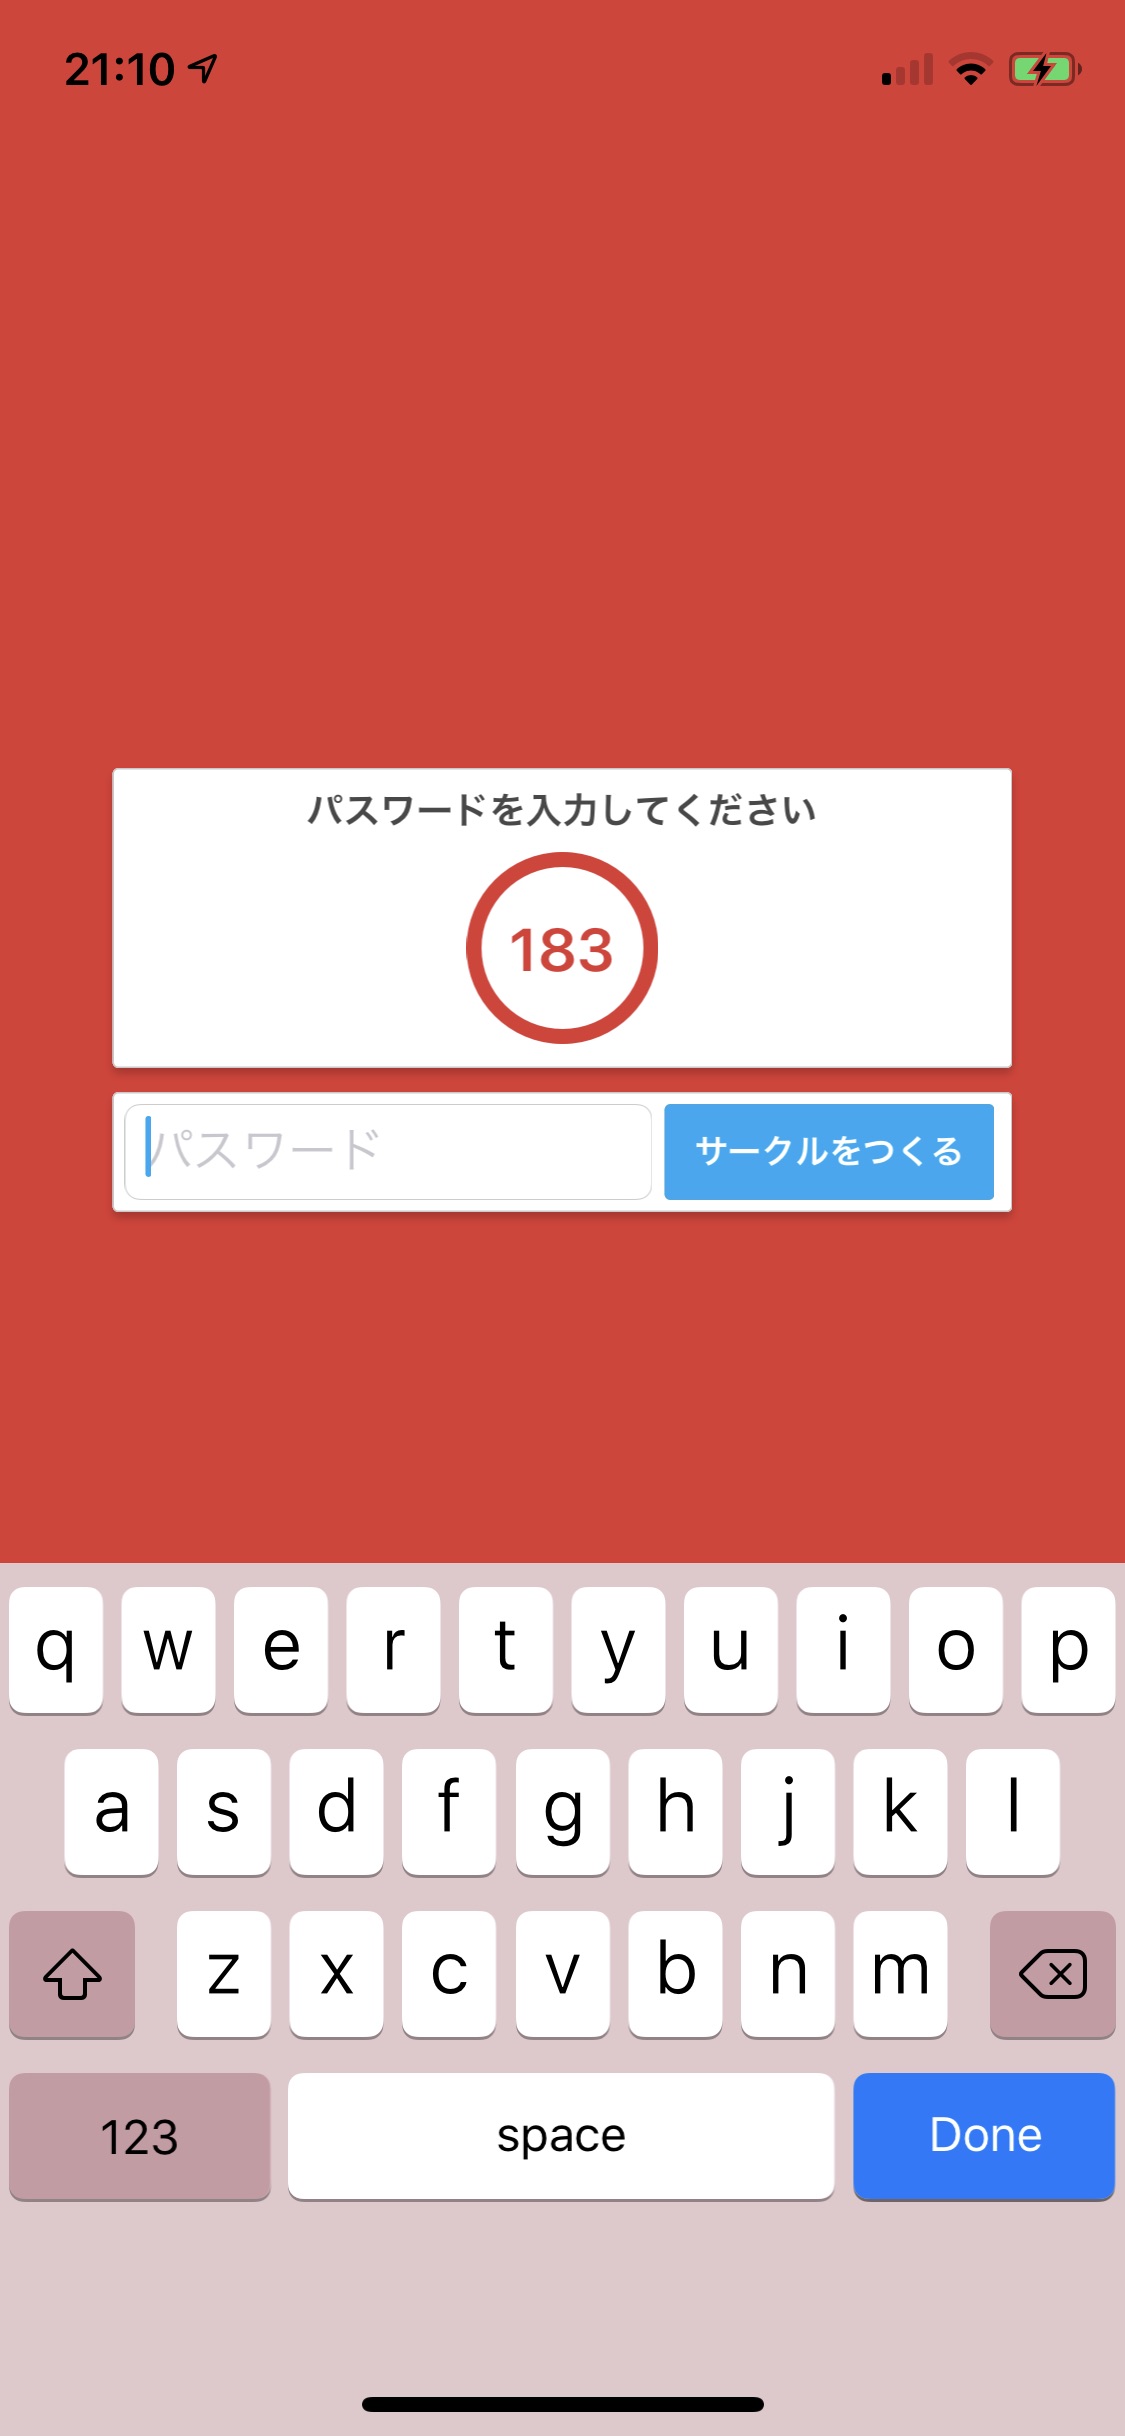 21:10
パスワードを入力してください
183
パスワード サークルをつくる
q w e r t y u i o p
a s d f g h j k l
z x c v b n m
123 space Done